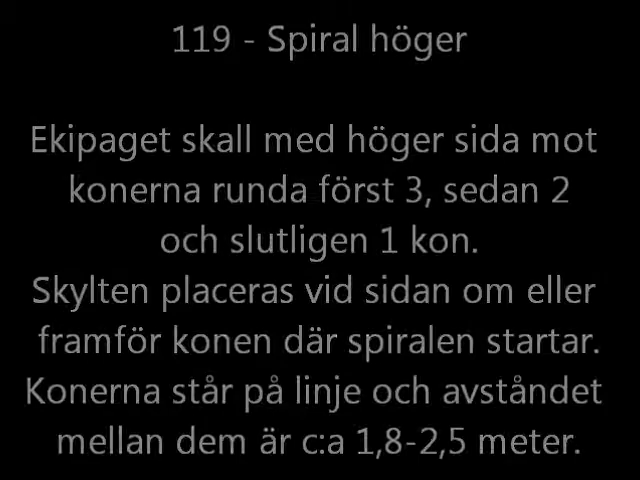 119 - Spiral höger
Ekipaget skall med höger sida mot
konerna runda först 3, sedan 2
och slutligen 1 kon.
Skylten placeras vid sidan om eller
framför konen där spiralen startar.
Konerna står på linje och avståndet
mellan dem är c:a 1,8-2,5 meter.